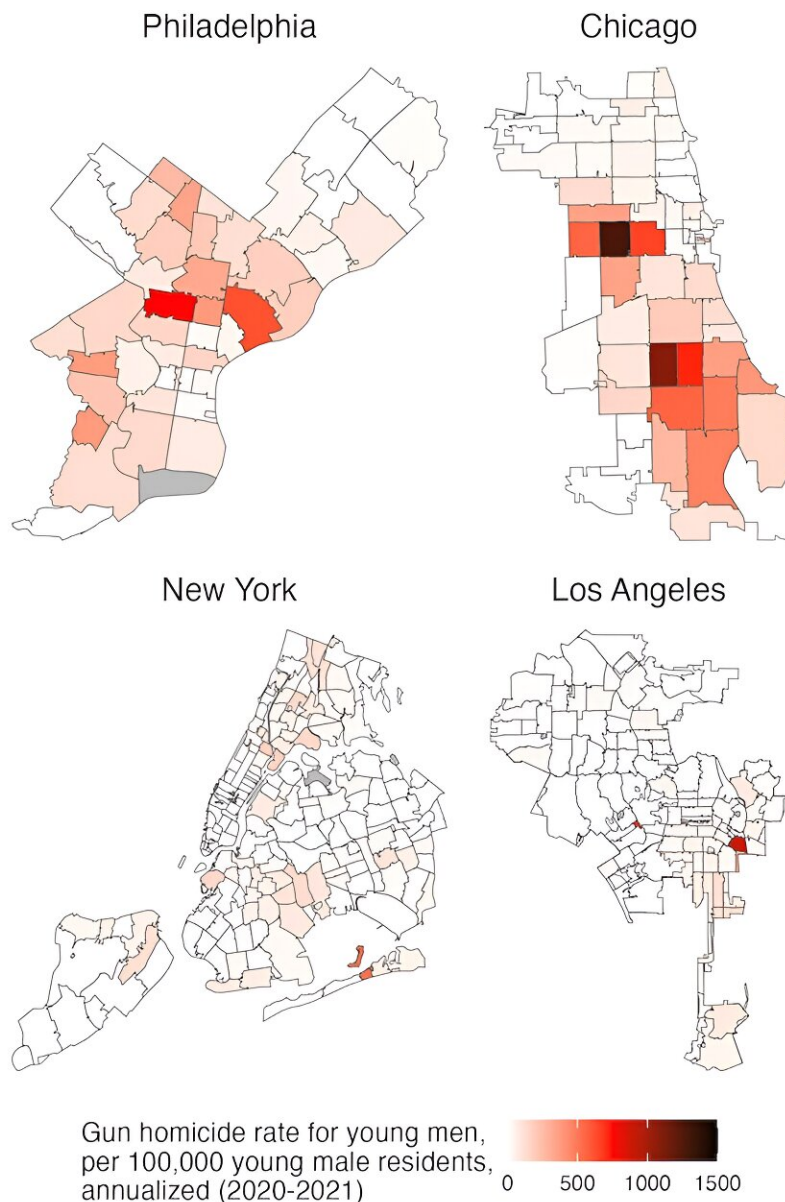 Philadelphia
Chicago
New York
Los Angeles
Gun homicide rate for young men,
per 100,000 young male residents,
annualized (2020-2021)
0 500 1000 1500